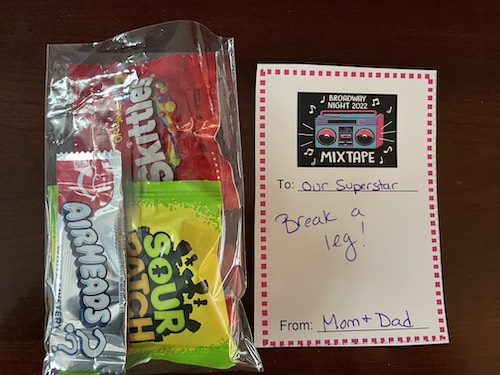 Skittles
AIRHEADS
SOUR
PATCH
BROADWAY
NIGHT 2022
MIXTAPE
To: Our Superstar
Break a
leg!
From: Mom + Dad